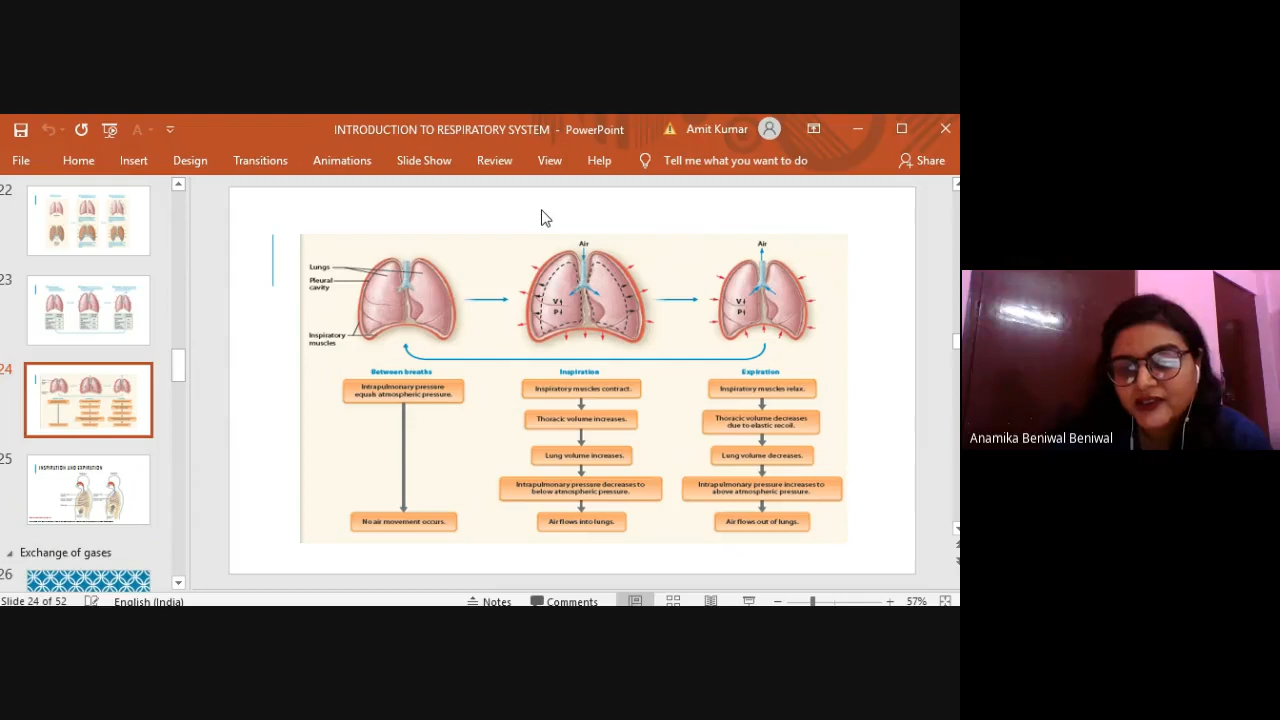 INTRODUCTION TO RESPIRATORY SYSTEM - PowerPoint
Amit Kumar
File
Home
Insert
Design
Transitions
Animations
Slide Show
Review
View
Help
Tell me what you want to do
Share
22
23
24
25
INSPIRATION AND EXPIRATION
Exchange of gases
26
Air
Air
Lungs
Pleural
cavity
Inspiratory
muscles
V↑
P↓
V↓
P↑
Between breaths
Intrapulmonary pressure
equals atmospheric pressure.
No air movement occurs.
Inspiration
Inspiratory muscles contract.
Thoracic volume increases.
Lung volume increases.
Intrapulmonary pressure decreases to
below atmospheric pressure.
Air flows into lungs.
Expiration
Inspiratory muscles relax.
Thoracic volume decreases
due to elastic recoil.
Lung volume decreases.
Intrapulmonary pressure increases to
above atmospheric pressure.
Air flows out of lungs.
Slide 24 of 52
English (India)
Notes
Comments
57%
Anamika Beniwal Beniwal